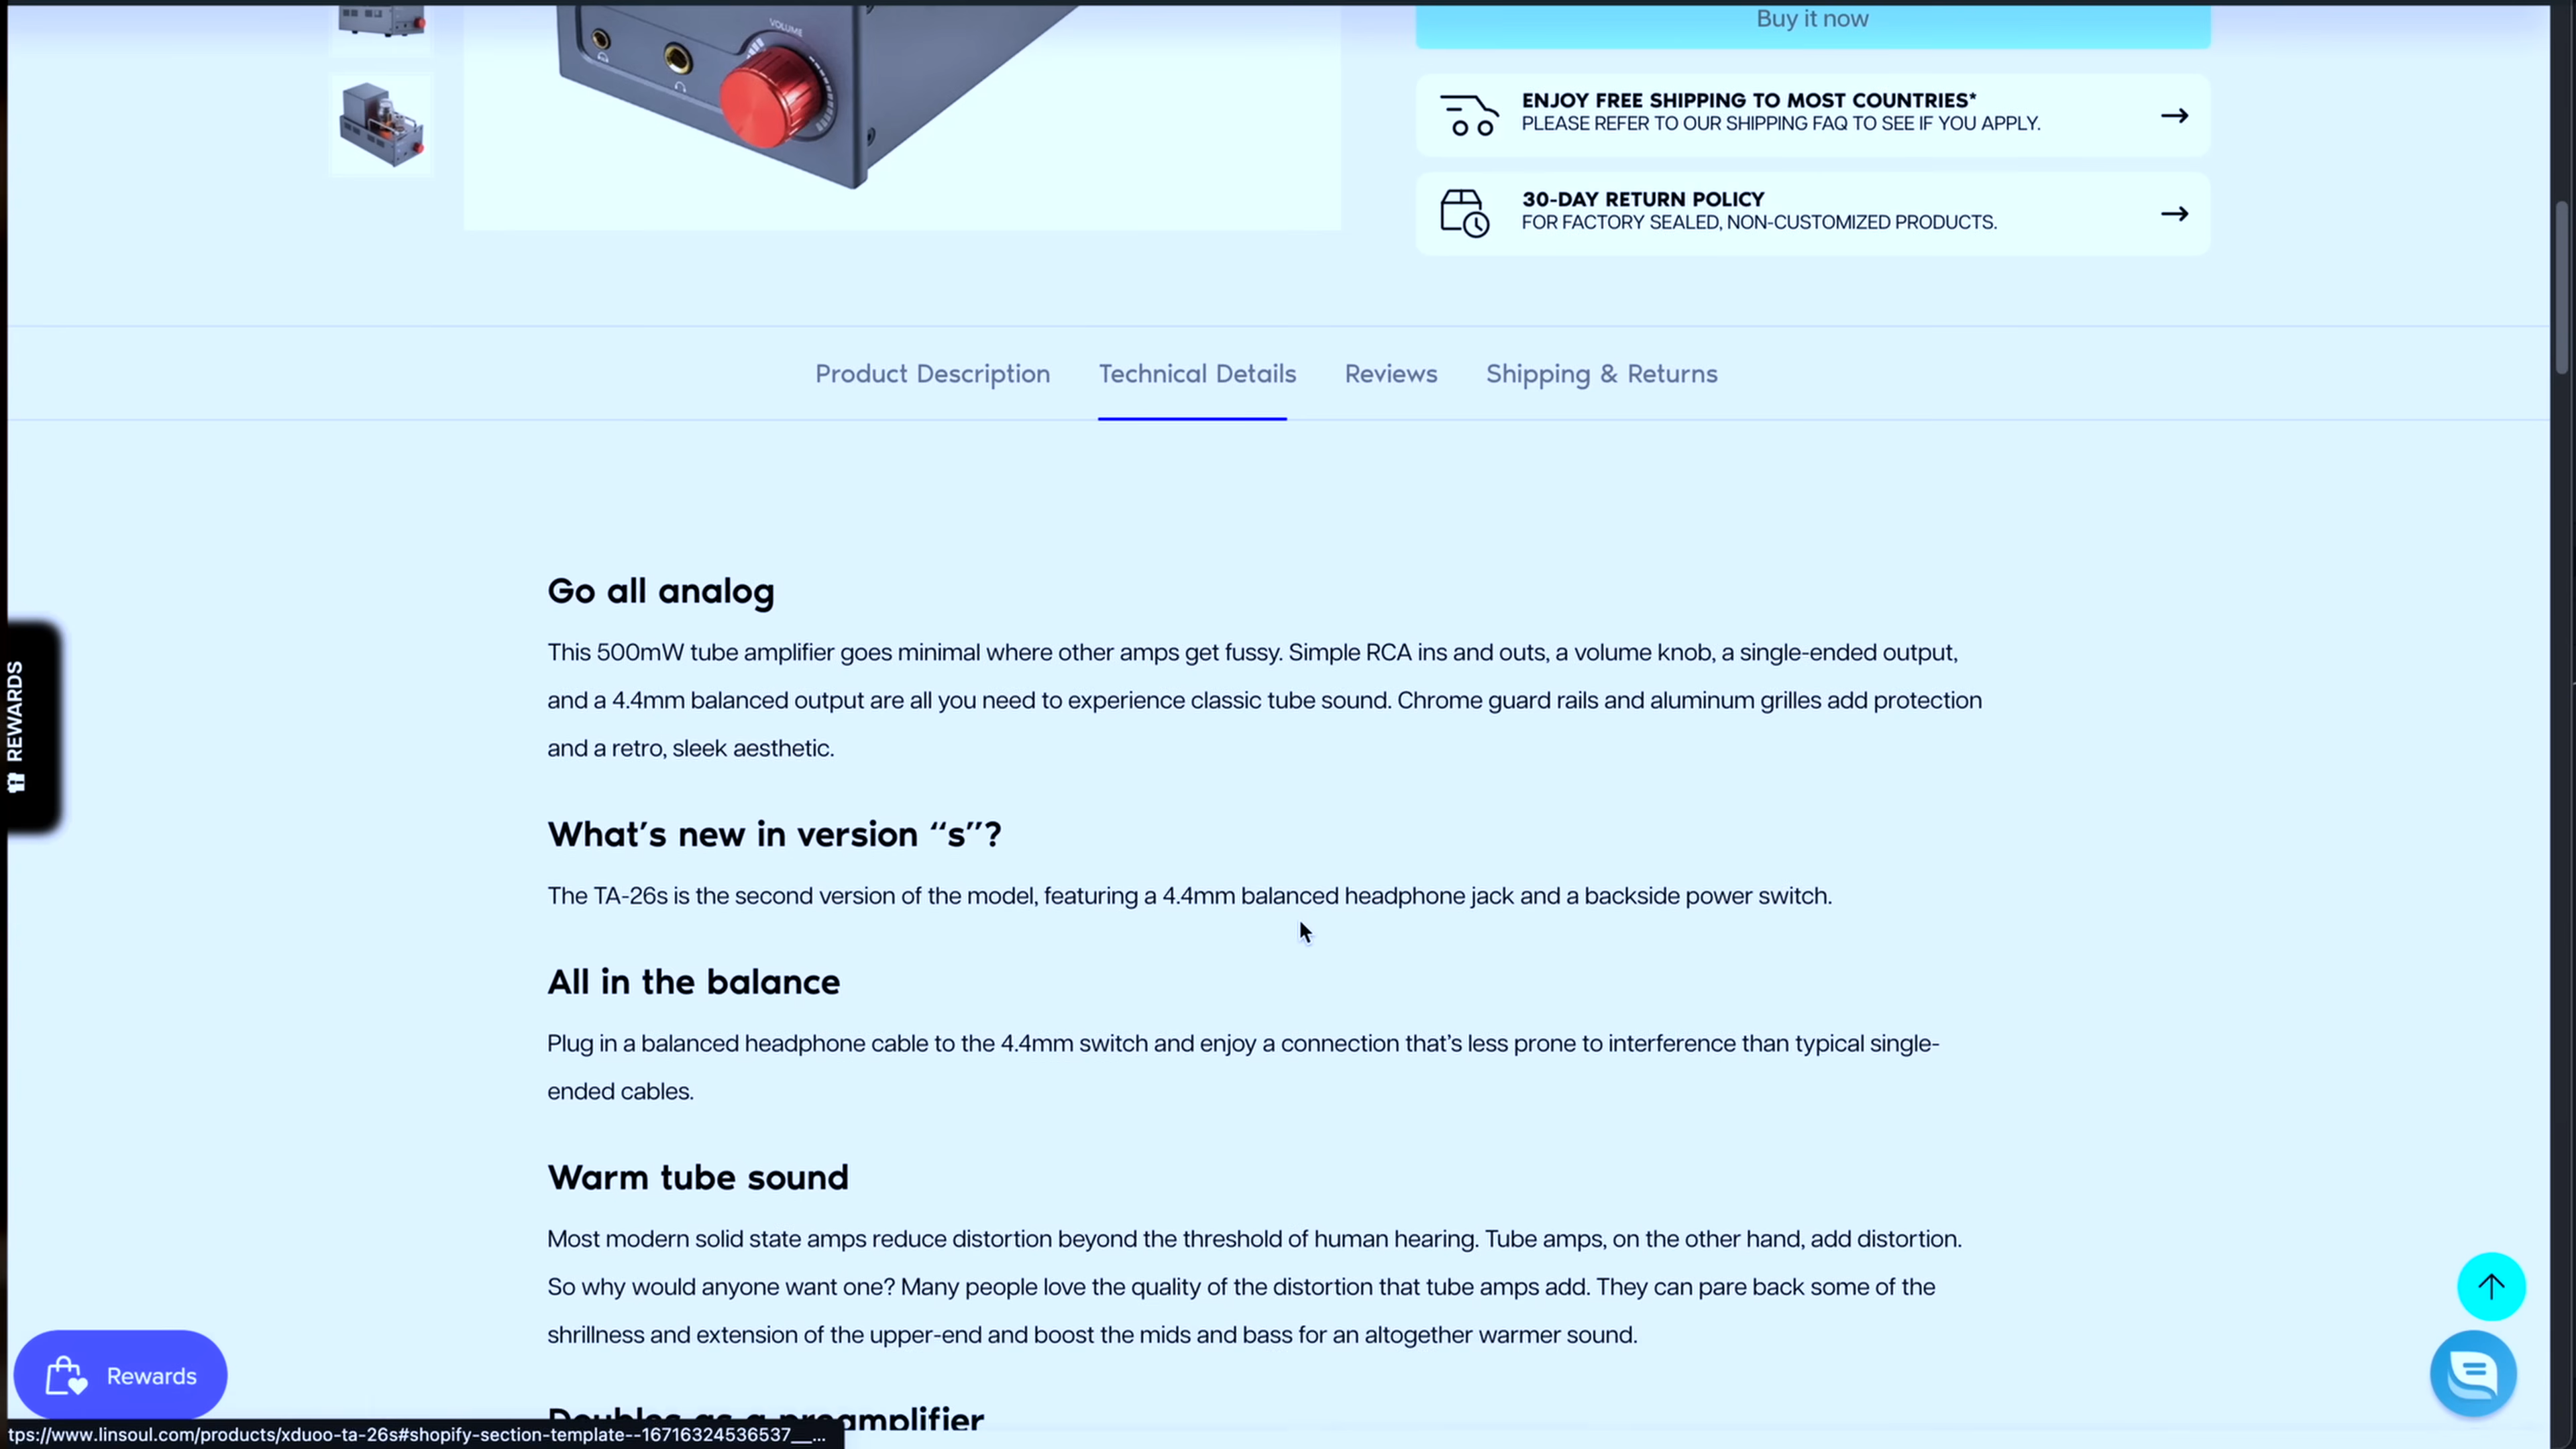 VOLUME
Buy it now
ENJOY FREE SHIPPING TO MOST COUNTRIES*
PLEASE REFER TO OUR SHIPPING FAQ TO SEE IF YOU APPLY.
30-DAY RETURN POLICY
FOR FACTORY SEALED, NON-CUSTOMIZED PRODUCTS.
Product Description Technical Details Reviews Shipping & Returns
Go all analog
This 500mW tube amplifier goes minimal where other amps get fussy. Simple RCA ins and outs, a volume knob, a single-ended output,
and a 4.4mm balanced output are all you need to experience classic tube sound. Chrome guard rails and aluminum grilles add protection
and a retro, sleek aesthetic.
What's new in version “s”?
The TA-26s is the second version of the model, featuring a 4.4mm balanced headphone jack and a backside power switch.
All in the balance
Plug in a balanced headphone cable to the 4.4mm switch and enjoy a connection that’s less prone to interference than typical single-
ended cables.
Warm tube sound
Most modern solid state amps reduce distortion beyond the threshold of human hearing. Tube amps, on the other hand, add distortion.
So why would anyone want one? Many people love the quality of the distortion that tube amps add. They can pare back some of the
shrillness and extension of the upper-end and boost the mids and bass for an altogether warmer sound.
Doubles as a preamplifier
REWARDS
Rewards
tps://www.linsoul.com/products/xduoo-ta-26s#shopify-section-template--16716324536537__...